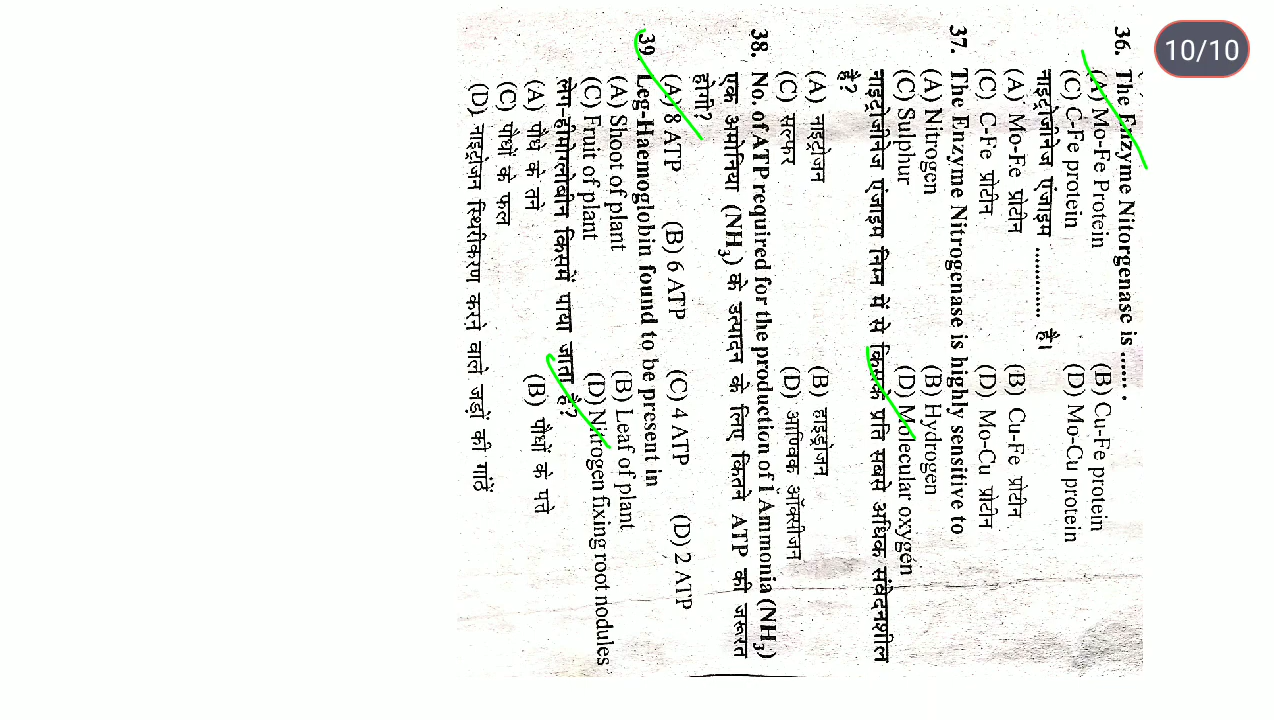 10/10
36. The Enzyme Nitorgenase is ...... .
(A) Mo-Fe Protein (B) Cu-Fe protein
(C) C-Fe protein (D) Mo-Cu protein
नाइट्रोजीनेज एंजाइम ............. है।
(A) Mo-Fe प्रोटीन (B) Cu-Fe प्रोटीन
(C) C-Fe प्रोटीन (D) Mo-Cu प्रोटीन
37. The Enzyme Nitrogenase is highly sensitive to
(A) Nitrogen (B) Hydrogen
(C) Sulphur (D) Molecular oxygen
नाइट्रोजीनेज एंजाइम निम्न में से किसके प्रति सबसे अधिक संवेदनशील
है?
(A) नाइट्रोजन (B) हाइड्रोजन
(C) सल्फर (D) आण्विक ऑक्सीजन
38. No. of ATP required for the production of 1 Ammonia (NH₃)
एक अमोनिया (NH₃) के उत्पादन के लिए कितने ATP की जरूरत
होगी?
(A) 8 ATP (B) 6 ATP (C) 4 ATP (D) 2 ATP
39. Leg-Haemoglobin found to be present in
(A) Shoot of plant (B) Leaf of plant
(C) Fruit of plant (D) Nitrogen fixing root nodules
लेग-हीमोग्लोबीन किसमें पाया जाता है?
(A) पौधे के तने (B) पौधों के पत्ते
(C) पौधों के फल
(D) नाइट्रोजन स्थिरीकरण करने वाले जड़ों की गांठें